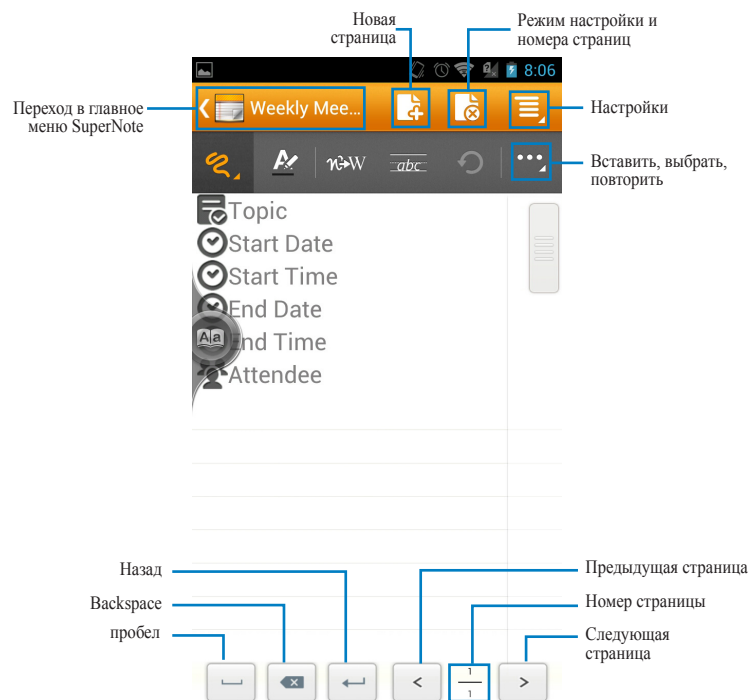 Новая
страница
Режим настройки и
номера страниц
8:06
Переход в главное
меню SuperNote
Weekly Mee...
Настройки
n→W
abc
Вставить, выбрать,
повторить
Topic
Start Date
Start Time
End Date
Aa
End Time
Attendee
Назад
Backspace
пробел
Предыдущая страница
Номер страницы
Следующая
страница
1
1